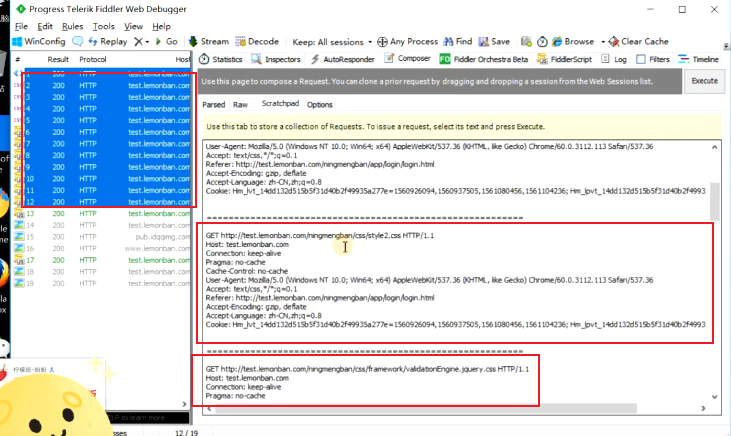 Progress Telerik Fiddler Web Debugger
File Edit Rules Tools View Help
WinConfig Replay X Go Stream Decode Keep: All sessions Any Process Find Save Browse Clear Cache
# Result Protocol Host
Statistics Inspectors AutoResponder Composer FO Fiddler Orchestra Beta FiddlerScript Log Filters Timeline
Use this page to compose a Request. You can clone a prior request by dragging and dropping a session from the Web Sessions list.
Execute
Parsed Raw Scratchpad Options
Use this tab to store a collection of Requests. To issue a request, select its text and press Execute.
1 200 HTTP test.lemonban.com
2 200 HTTP test.lemonban.com
3 200 HTTP test.lemonban.com
4 200 HTTP test.lemonban.com
5 200 HTTP test.lemonban.com
6 200 HTTP test.lemonban.com
7 200 HTTP test.lemonban.com
8 200 HTTP test.lemonban.com
9 200 HTTP test.lemonban.com
10 200 HTTP test.lemonban.com
11 200 HTTP test.lemonban.com
12 200 HTTP test.lemonban.com
13 200 HTTP test.lemonban.com
14 200 HTTP test.lemonban.com
15 200 HTTP pub.idqqimg.com
16 200 HTTP www.lemonban.com
17 200 HTTP test.lemonban.com
18 200 HTTP test.lemonban.com
19 200 HTTP test.lemonban.com
User-Agent: Mozilla/5.0 (Windows NT 10.0; Win64; x64) AppleWebKit/537.36 (KHTML, like Gecko) Chrome/60.0.3112.113 Safari/537.36
Accept: text/css,*/*;q=0.1
Referer: http://test.lemonban.com/ningmengban/app/login/login.html
Accept-Encoding: gzip, deflate
Accept-Language: zh-CN,zh;q=0.8
Cookie: Hm_lvt_14dd132d515b5f31d40b2f49935a277e=1560926094,1560937505,1561080456,1561104236; Hm_lpvt_14dd132d515b5f31d40b2f4993
GET http://test.lemonban.com/ningmengban/css/style2.css HTTP/1.1
Host: test.lemonban.com
Connection: keep-alive
Pragma: no-cache
Cache-Control: no-cache
User-Agent: Mozilla/5.0 (Windows NT 10.0; Win64; x64) AppleWebKit/537.36 (KHTML, like Gecko) Chrome/60.0.3112.113 Safari/537.36
Accept: text/css,*/*;q=0.1
Referer: http://test.lemonban.com/ningmengban/app/login/login.html
Accept-Encoding: gzip, deflate
Accept-Language: zh-CN,zh;q=0.8
Cookie: Hm_lvt_14dd132d515b5f31d40b2f49935a277e=1560926094,1560937505,1561080456,1561104236; Hm_lpvt_14dd132d515b5f31d40b2f4993
GET http://test.lemonban.com/ningmengban/css/framework/validationEngine.jquery.css HTTP/1.1
Host: test.lemonban.com
Connection: keep-alive
Pragma: no-cache
LP to learn more
12 / 19